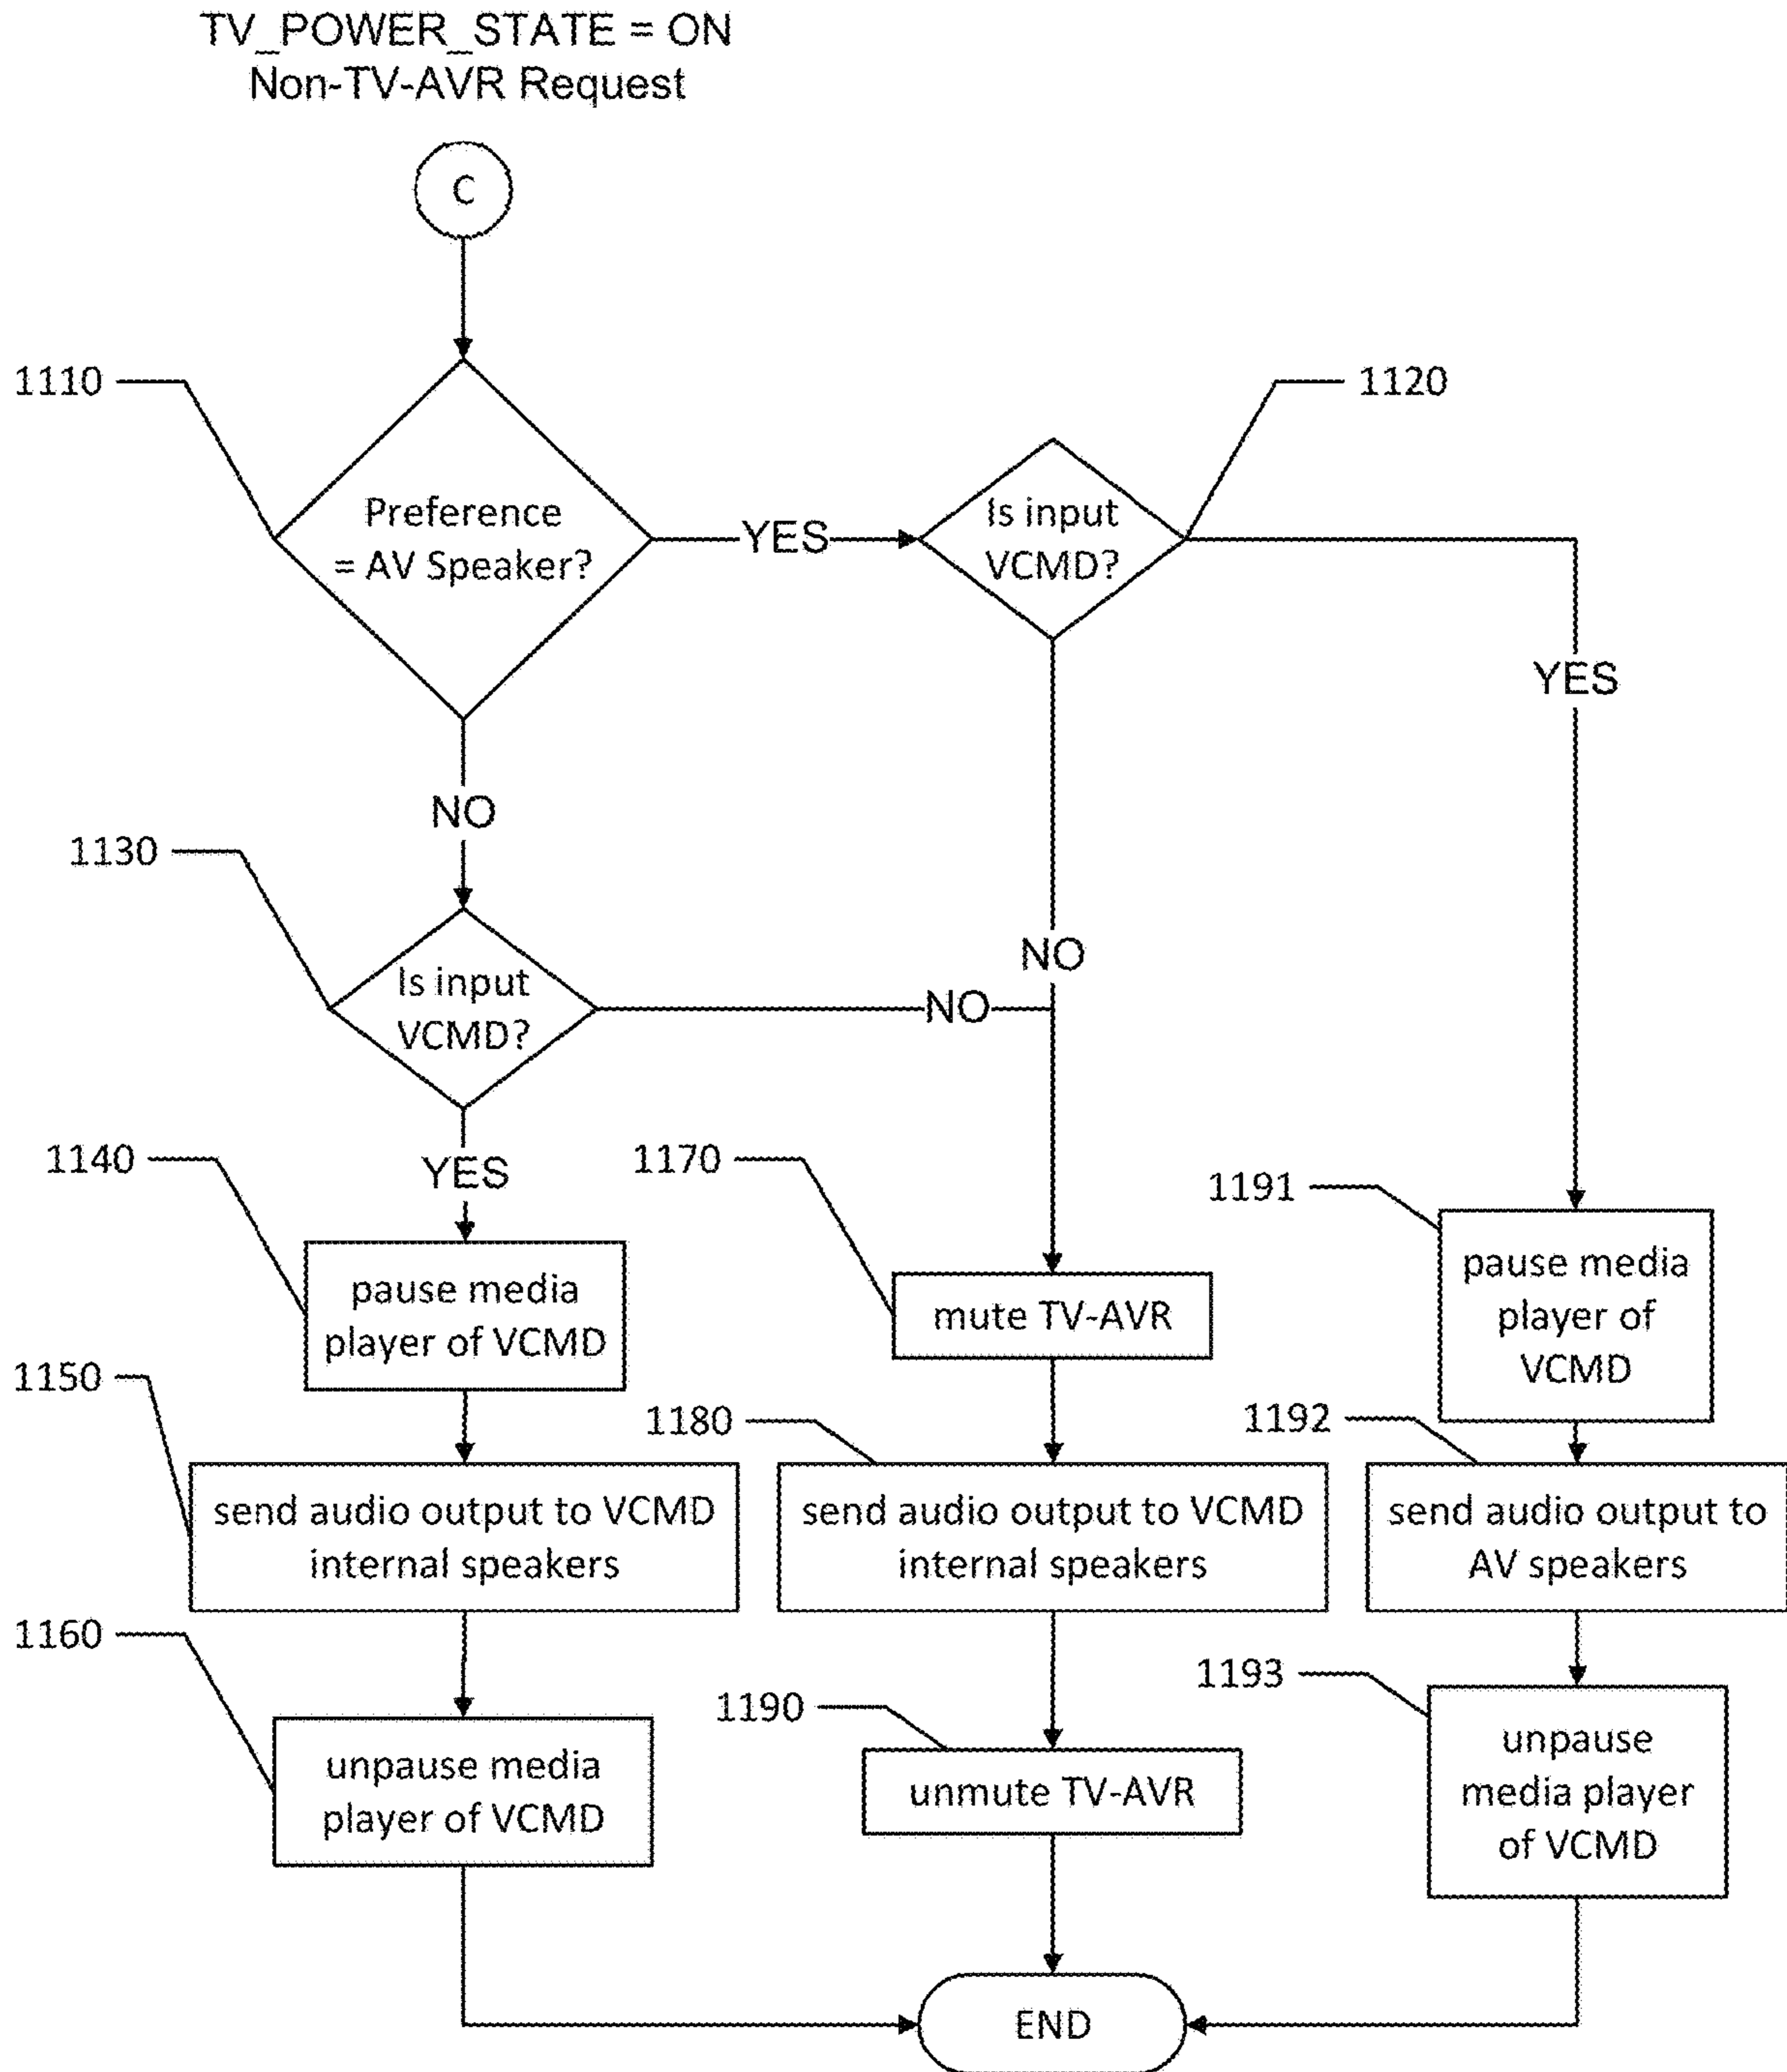 TV_POWER_STATE = ON
Non-TV-AVR Request
C
1110
1120
Preference
= AV Speaker?
YES
Is input
VCMD?
YES
NO
1130
NO
Is input
VCMD?
NO
1140
YES
1170
1191
pause media
player of VCMD
mute TV-AVR
pause media
player of
VCMD
1150
1180
1192
send audio output to VCMD
internal speakers
send audio output to VCMD
internal speakers
send audio output to
AV speakers
1160
1190
1193
unpause media
player of VCMD
unmute TV-AVR
unpause
media player
of VCMD
END